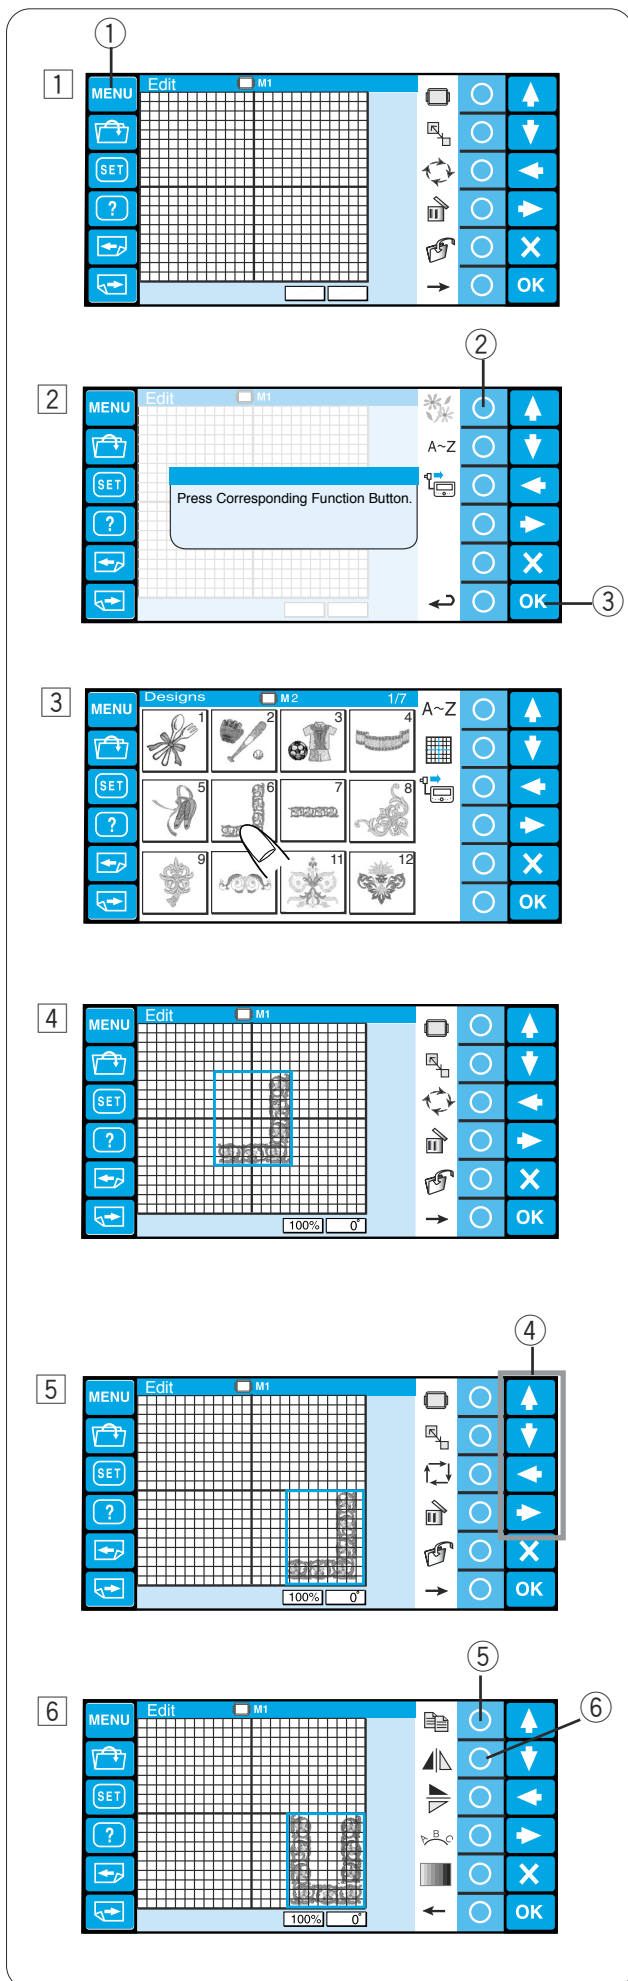 ①
1
MENU
Edit M1
SET
?
OK
②
2
MENU
Edit M1
A~Z
SET
Press Corresponding Function Button.
?
OK
③
3
MENU
Designs M2 1/7
A~Z
1 2 3 4
SET
5 6 7 8
?
9 11 12
OK
4
MENU
Edit M1
SET
?
OK
100% 0°
④
5
MENU
Edit M1
SET
?
OK
100% 0°
⑤
⑥
6
MENU
Edit M1
SET
?
A B C
OK
100% 0°